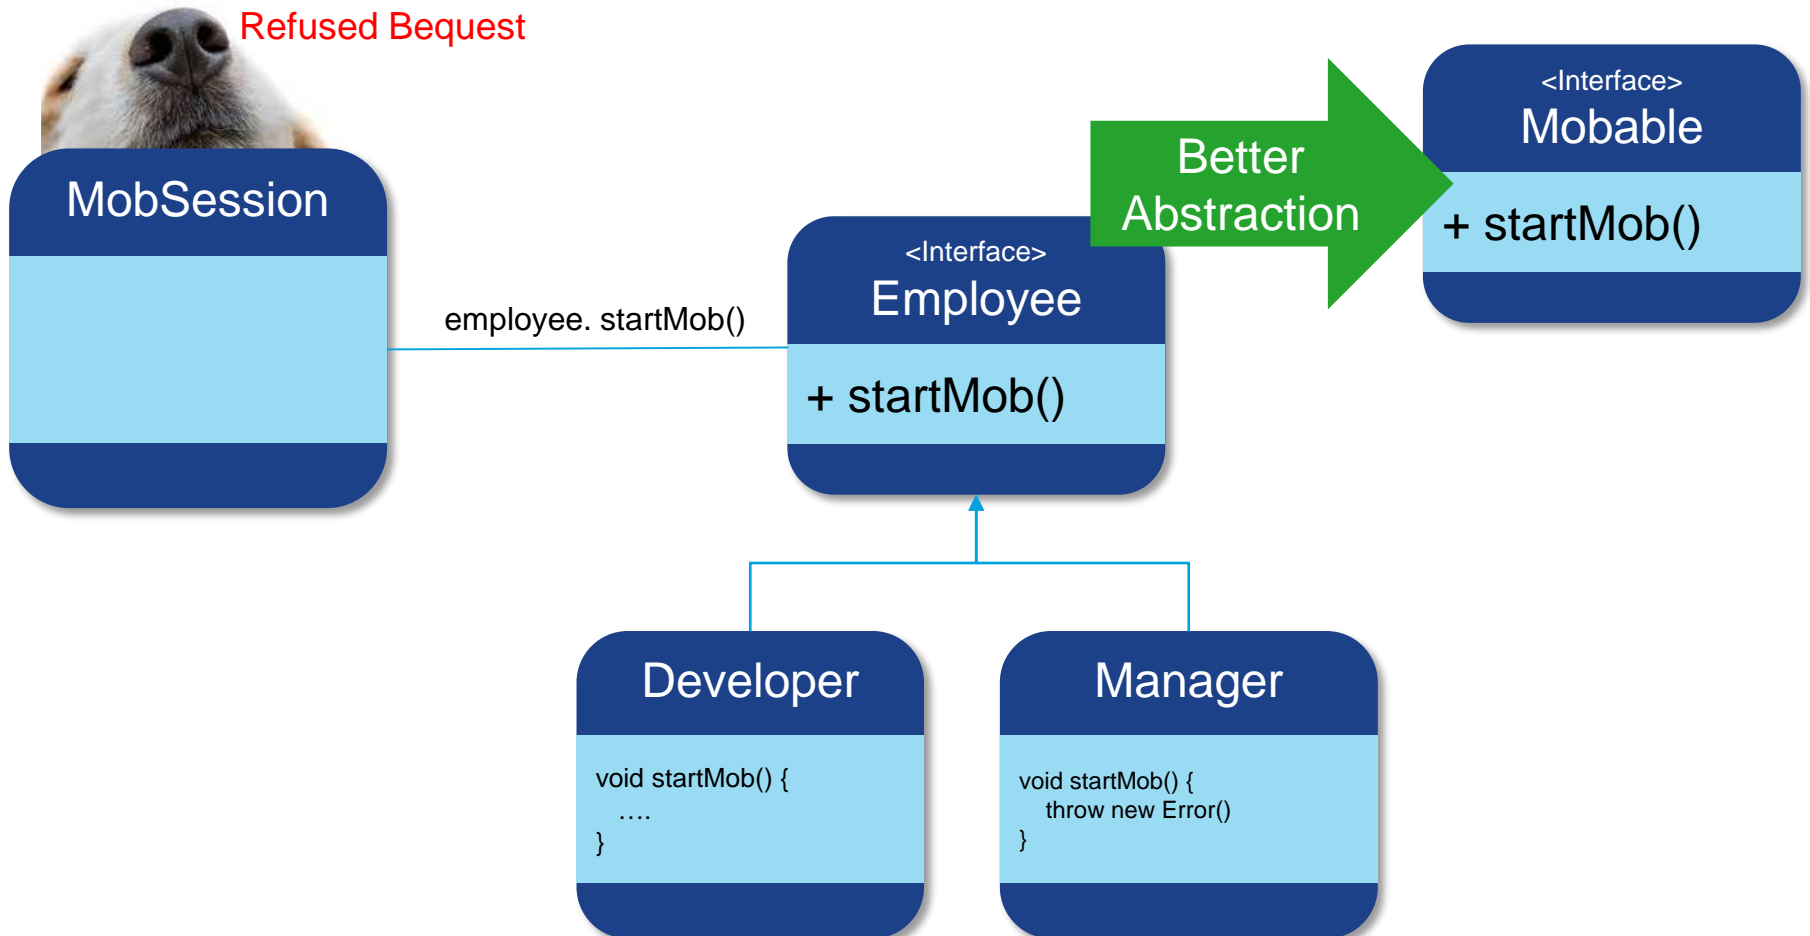 Refused Bequest
MobSession
employee. startMob()
<Interface>
Employee
+ startMob()
Better
Abstraction
<Interface>
Mobable
+ startMob()
Developer
void startMob() {
….
}
Manager
void startMob() {
throw new Error()
}